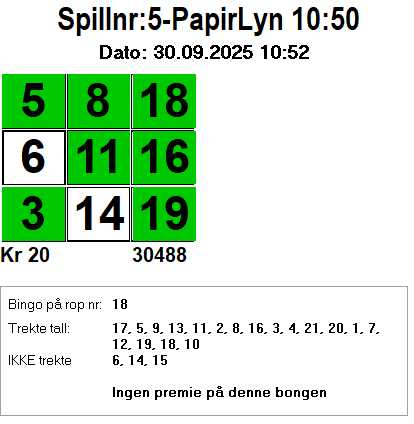 Spillnr:5-PapirLyn 10:50
Dato: 30.09.2025 10:52
5 8 18
6 11 16
3 14 19
Kr 20 30488
Bingo på rop nr: 18
Trekte tall: 17, 5, 9, 13, 11, 2, 8, 16, 3, 4, 21, 20, 1, 7,
12, 19, 18, 10
IKKE trekte 6, 14, 15
Ingen premie på denne bongen